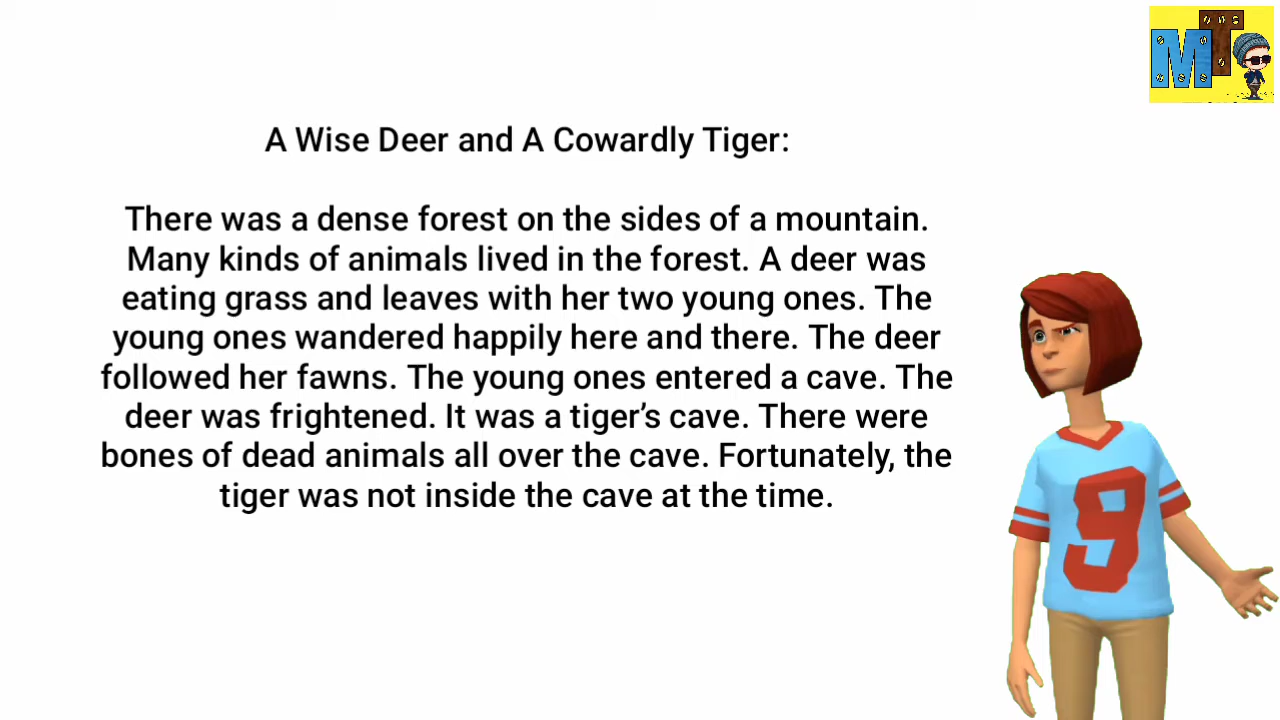 A Wise Deer and A Cowardly Tiger:
There was a dense forest on the sides of a mountain.
Many kinds of animals lived in the forest. A deer was
eating grass and leaves with her two young ones. The
young ones wandered happily here and there. The deer
followed her fawns. The young ones entered a cave. The
deer was frightened. It was a tiger’s cave. There were
bones of dead animals all over the cave. Fortunately, the
tiger was not inside the cave at the time.
MT
9